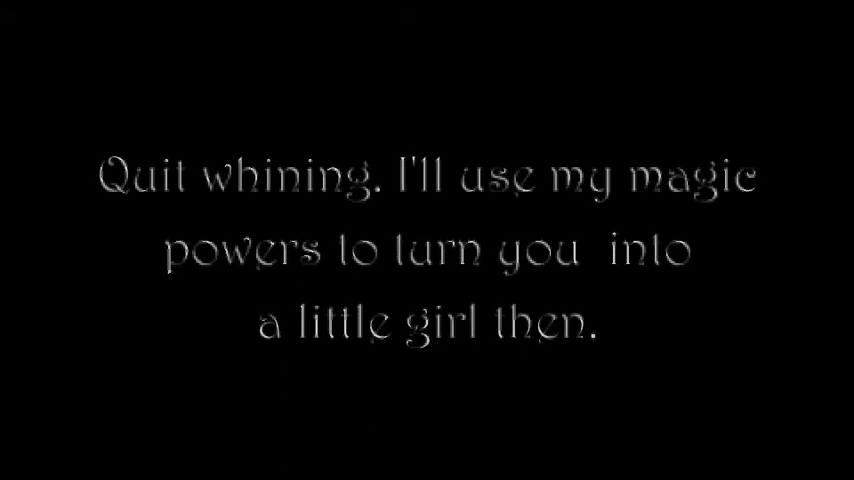 Quit whining. I'll use my magic
powers to turn you  into
a little girl then.